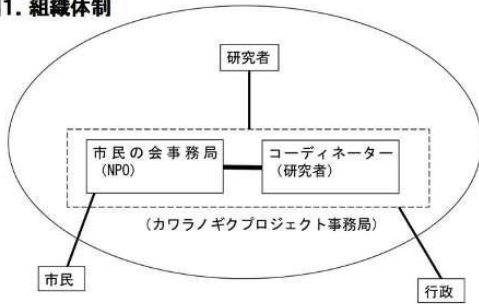 1. 組織体制
研究者
市民の会事務局
(NPO)
コーディネーター
(研究者)
(カワラノギクプロジェクト事務局)
市民
行政